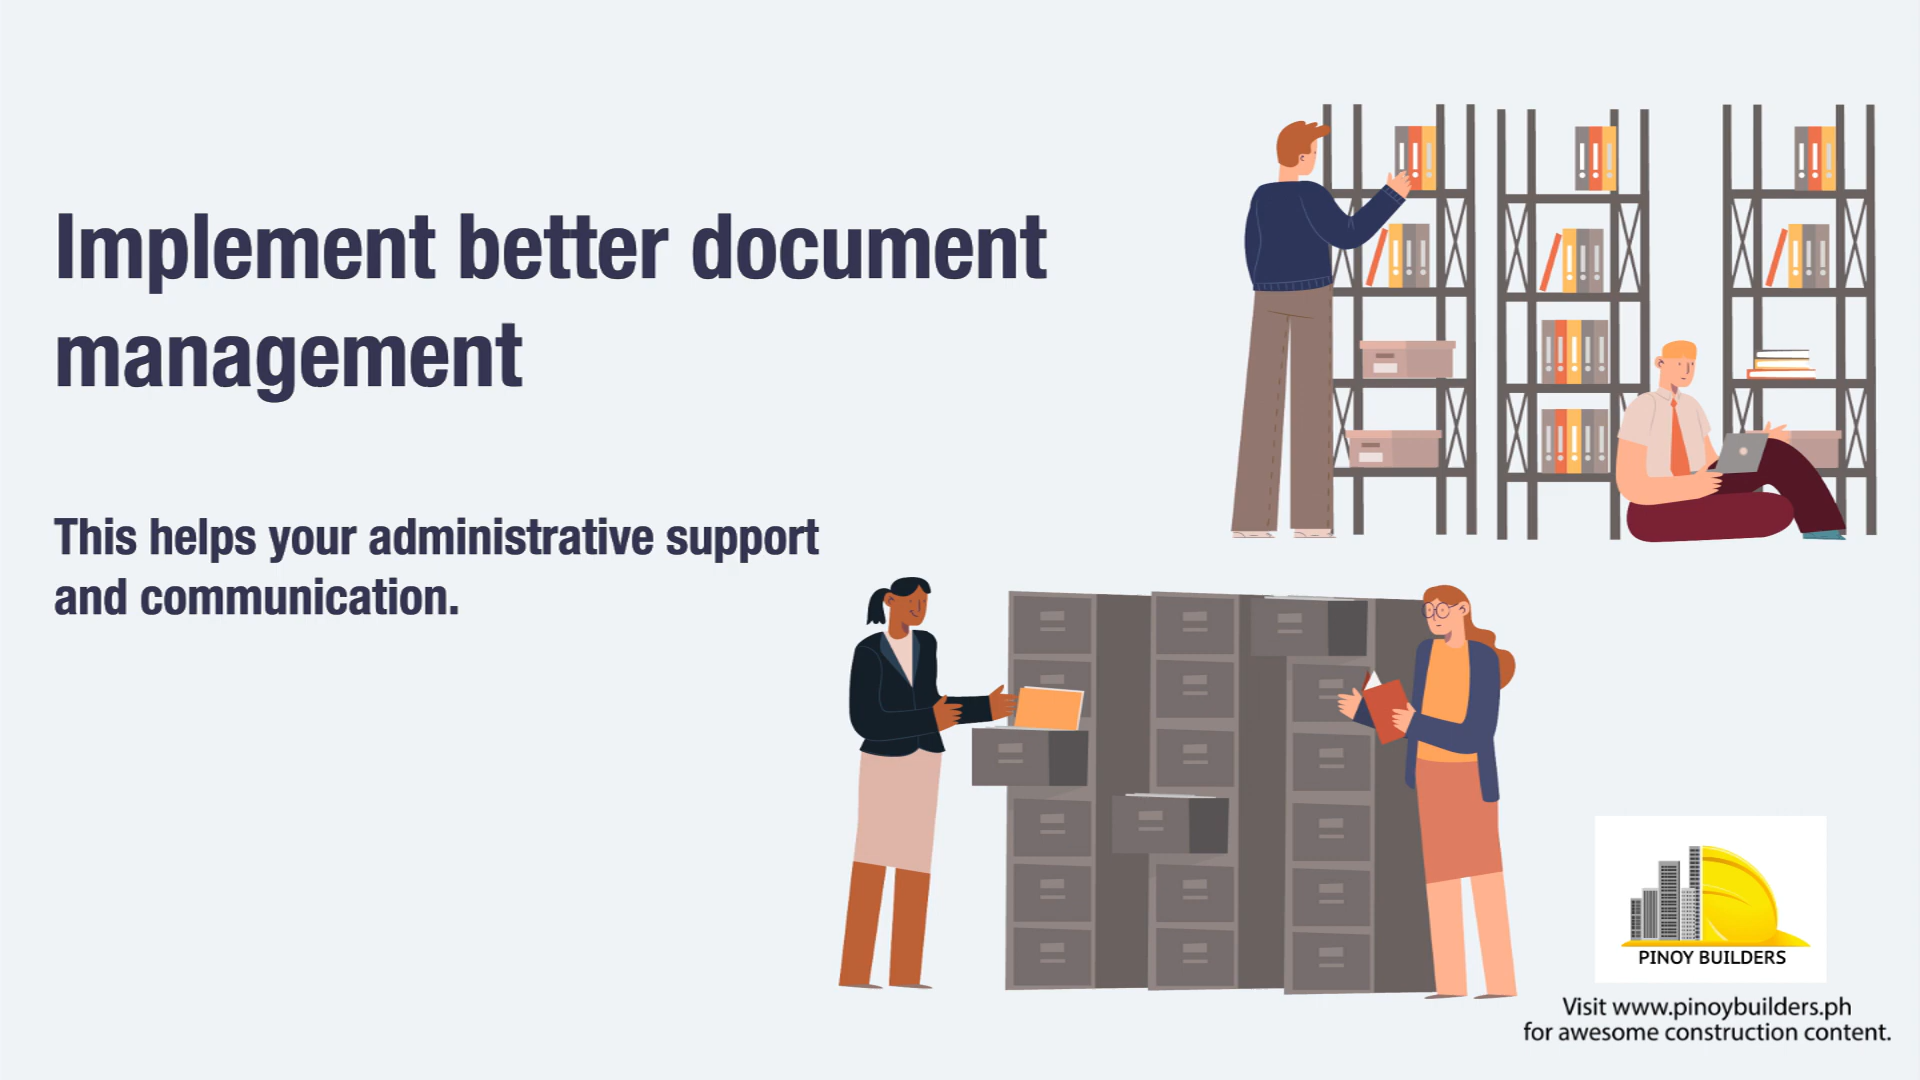 Implement better document
management
This helps your administrative support
and communication.
PINOY BUILDERS
Visit www.pinoybuilders.ph
for awesome construction content.